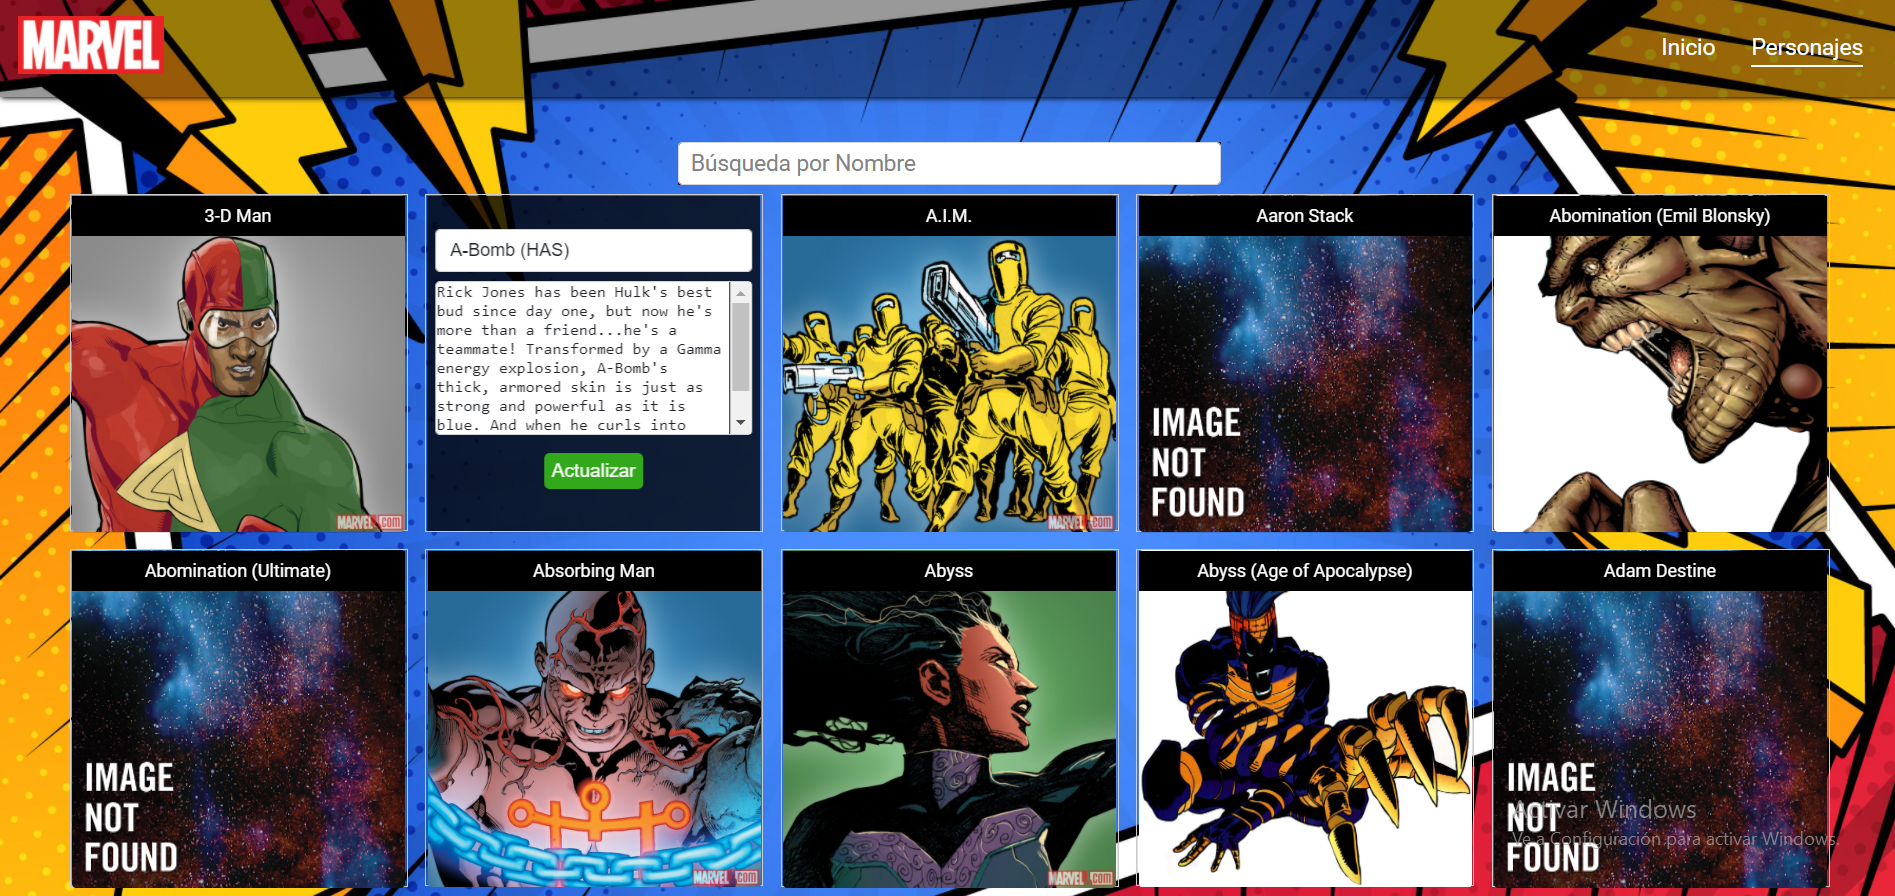 MARVEL
Inicio
Personajes
Búsqueda por Nombre
3-D Man
MARVEL.com
A-Bomb (HAS)
Rick Jones has been Hulk's best
bud since day one, but now he's
more than a friend...he's a
teammate! Transformed by a Gamma
energy explosion, A-Bomb's
thick, armored skin is just as
strong and powerful as it is
blue. And when he curls into
Actualizar
A.I.M.
MARVEL.com
Aaron Stack
IMAGE
NOT
FOUND
Abomination (Emil Blonsky)
Abomination (Ultimate)
IMAGE
NOT
FOUND
Absorbing Man
MARVEL.com
Abyss
MARVEL.com
Abyss (Age of Apocalypse)
Adam Destine
IMAGE
NOT
FOUND
Activar Windows
Ve a Configuración para activar Windows.